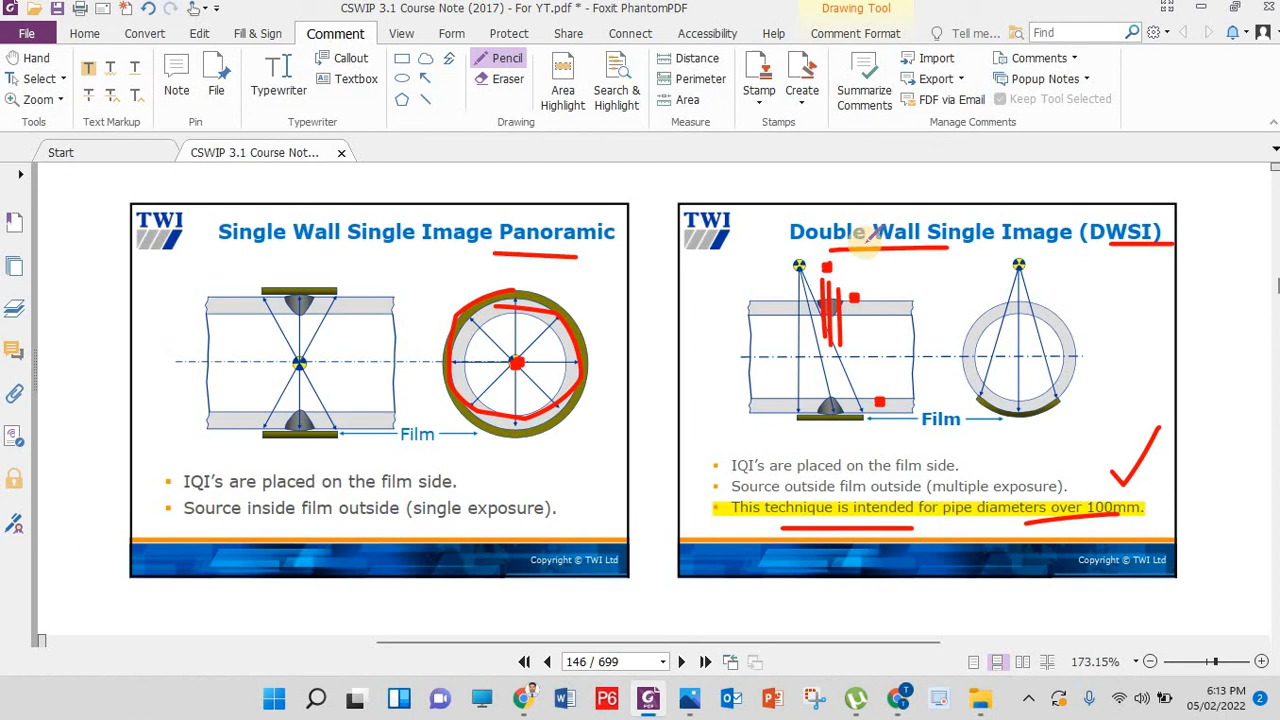 CSWIP 3.1 Course Note (2017) - For YT.pdf * - Foxit PhantomPDF
Drawing Tool
File
Home
Convert
Edit
Fill & Sign
Comment
View
Form
Protect
Share
Connect
Accessibility
Help
Comment Format
Tell me...
Find
Hand
Select
Zoom
Tools
T T T
T T T
Text Markup
Note
File
Pin
Typewriter
Callout
Textbox
Typewriter
Pencil
Eraser
Area Highlight
Search & Highlight
Drawing
Distance
Perimeter
Area
Measure
Stamp
Create
Stamps
Summarize Comments
Import
Export
FDF via Email
Comments
Popup Notes
Keep Tool Selected
Manage Comments
Start
CSWIP 3.1 Course Not...
TWI
Single Wall Single Image Panoramic
Film
IQI's are placed on the film side.
Source inside film outside (single exposure).
Copyright © TWI Ltd
TWI
Double Wall Single Image (DWSI)
Film
IQI's are placed on the film side.
Source outside film outside (multiple exposure).
This technique is intended for pipe diameters over 100mm.
Copyright © TWI Ltd
146 / 699
173.15%
P6
6:13 PM
05/02/2022
2